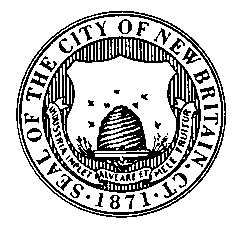 SEAL OF THE CITY OF NEW BRITAIN, CT.
1871
INDUSTRIA IMPLET ALVEARE ET MELLE FRUITUR